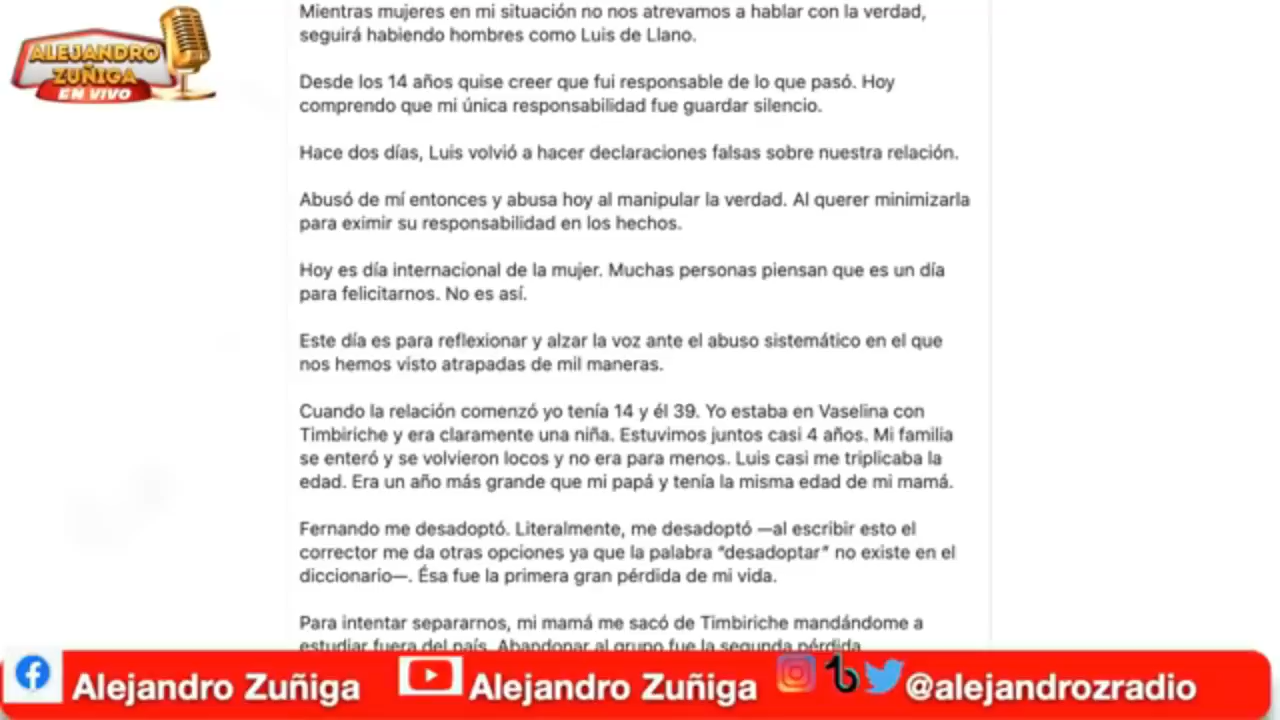 ALEJANDRO
ZUÑIGA
EN VIVO
Mientras mujeres en mi situación no nos atrevamos a hablar con la verdad,
seguirá habiendo hombres como Luis de Llano.
Desde los 14 años quise creer que fui responsable de lo que pasó. Hoy
comprendo que mi única responsabilidad fue guardar silencio.
Hace dos días, Luis volvió a hacer declaraciones falsas sobre nuestra relación.
Abusó de mí entonces y abusa hoy al manipular la verdad. Al querer minimizarla
para eximir su responsabilidad en los hechos.
Hoy es día internacional de la mujer. Muchas personas piensan que es un día
para felicitarnos. No es así.
Este día es para reflexionar y alzar la voz ante el abuso sistemático en el que
nos hemos visto atrapadas de mil maneras.
Cuando la relación comenzó yo tenía 14 y él 39. Yo estaba en Vaselina con
Timbiriche y era claramente una niña. Estuvimos juntos casi 4 años. Mi familia
se enteró y se volvieron locos y no era para menos. Luis casi me triplicaba la
edad. Era un año más grande que mi papá y tenía la misma edad de mi mamá.
Fernando me desadoptó. Literalmente, me desadoptó —al escribir esto el
corrector me da otras opciones ya que la palabra "desadoptar" no existe en el
diccionario—. Ésa fue la primera gran pérdida de mi vida.
Para intentar separarnos, mi mamá me sacó de Timbiriche mandándome a
estudiar fuera del país. Abandonar al grupo fue la segunda pérdida
Alejandro Zuñiga
Alejandro Zuñiga
@alejandrozradio